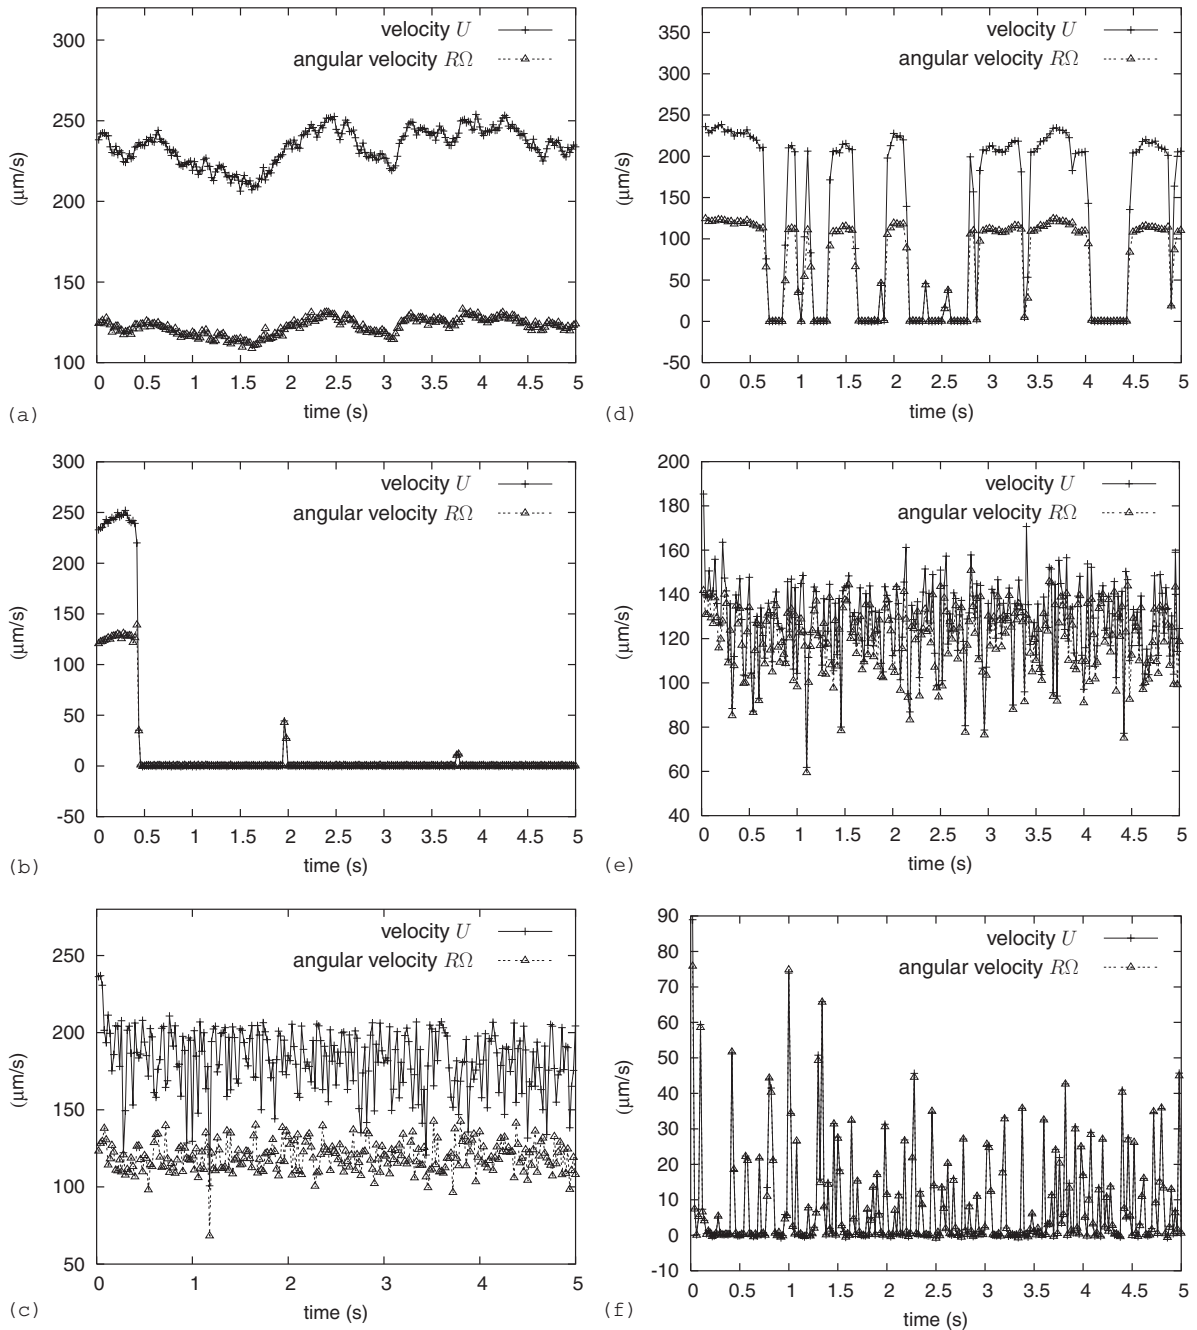 velocity U
angular velocity RΩ
300
250
200
150
100
(μm/s)
0 0.5 1 1.5 2 2.5 3 3.5 4 4.5 5
time (s)
(a)
velocity U
angular velocity RΩ
350
300
250
200
150
100
50
0
-50
(μm/s)
0 0.5 1 1.5 2 2.5 3 3.5 4 4.5 5
time (s)
(d)
velocity U
angular velocity RΩ
300
250
200
150
100
50
0
-50
(μm/s)
0 0.5 1 1.5 2 2.5 3 3.5 4 4.5 5
time (s)
(b)
velocity U
angular velocity RΩ
200
180
160
140
120
100
80
60
40
(μm/s)
0 0.5 1 1.5 2 2.5 3 3.5 4 4.5 5
time (s)
(e)
velocity U
angular velocity RΩ
250
200
150
100
50
(μm/s)
0 1 2 3 4 5
time (s)
(c)
velocity U
angular velocity RΩ
90
80
70
60
50
40
30
20
10
0
-10
(μm/s)
0 0.5 1 1.5 2 2.5 3 3.5 4 4.5 5
time (s)
(f)